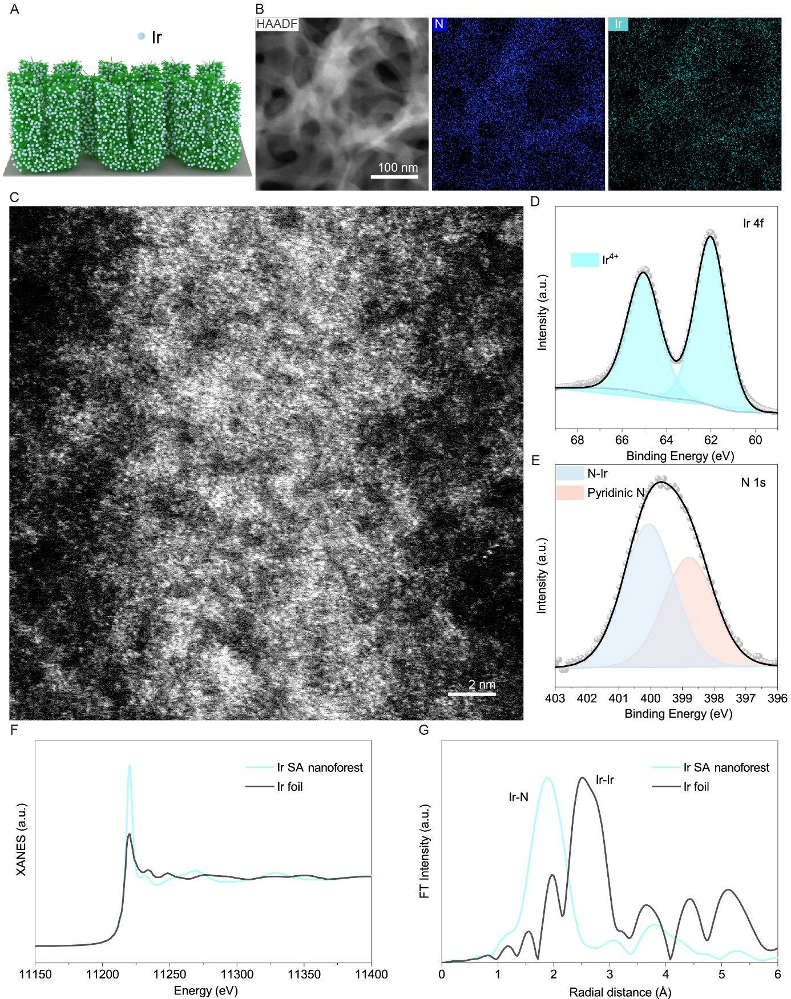 A
Ir
B
HAADF
N
Ir
100 nm
C
2 nm
D
Ir 4f
Ir4+
Intensity (a.u.)
68 66 64 62 60
Binding Energy (eV)
E
N-Ir
Pyridinic N
N 1s
Intensity (a.u.)
403 402 401 400 399 398 397 396
Binding Energy (eV)
F
Ir SA nanoforest
Ir foil
XANES (a.u.)
11150 11200 11250 11300 11350 11400
Energy (eV)
G
Ir SA nanoforest
Ir foil
Ir-N
Ir-Ir
FT Intensity (a.u.)
0 1 2 3 4 5 6
Radial distance (Å)